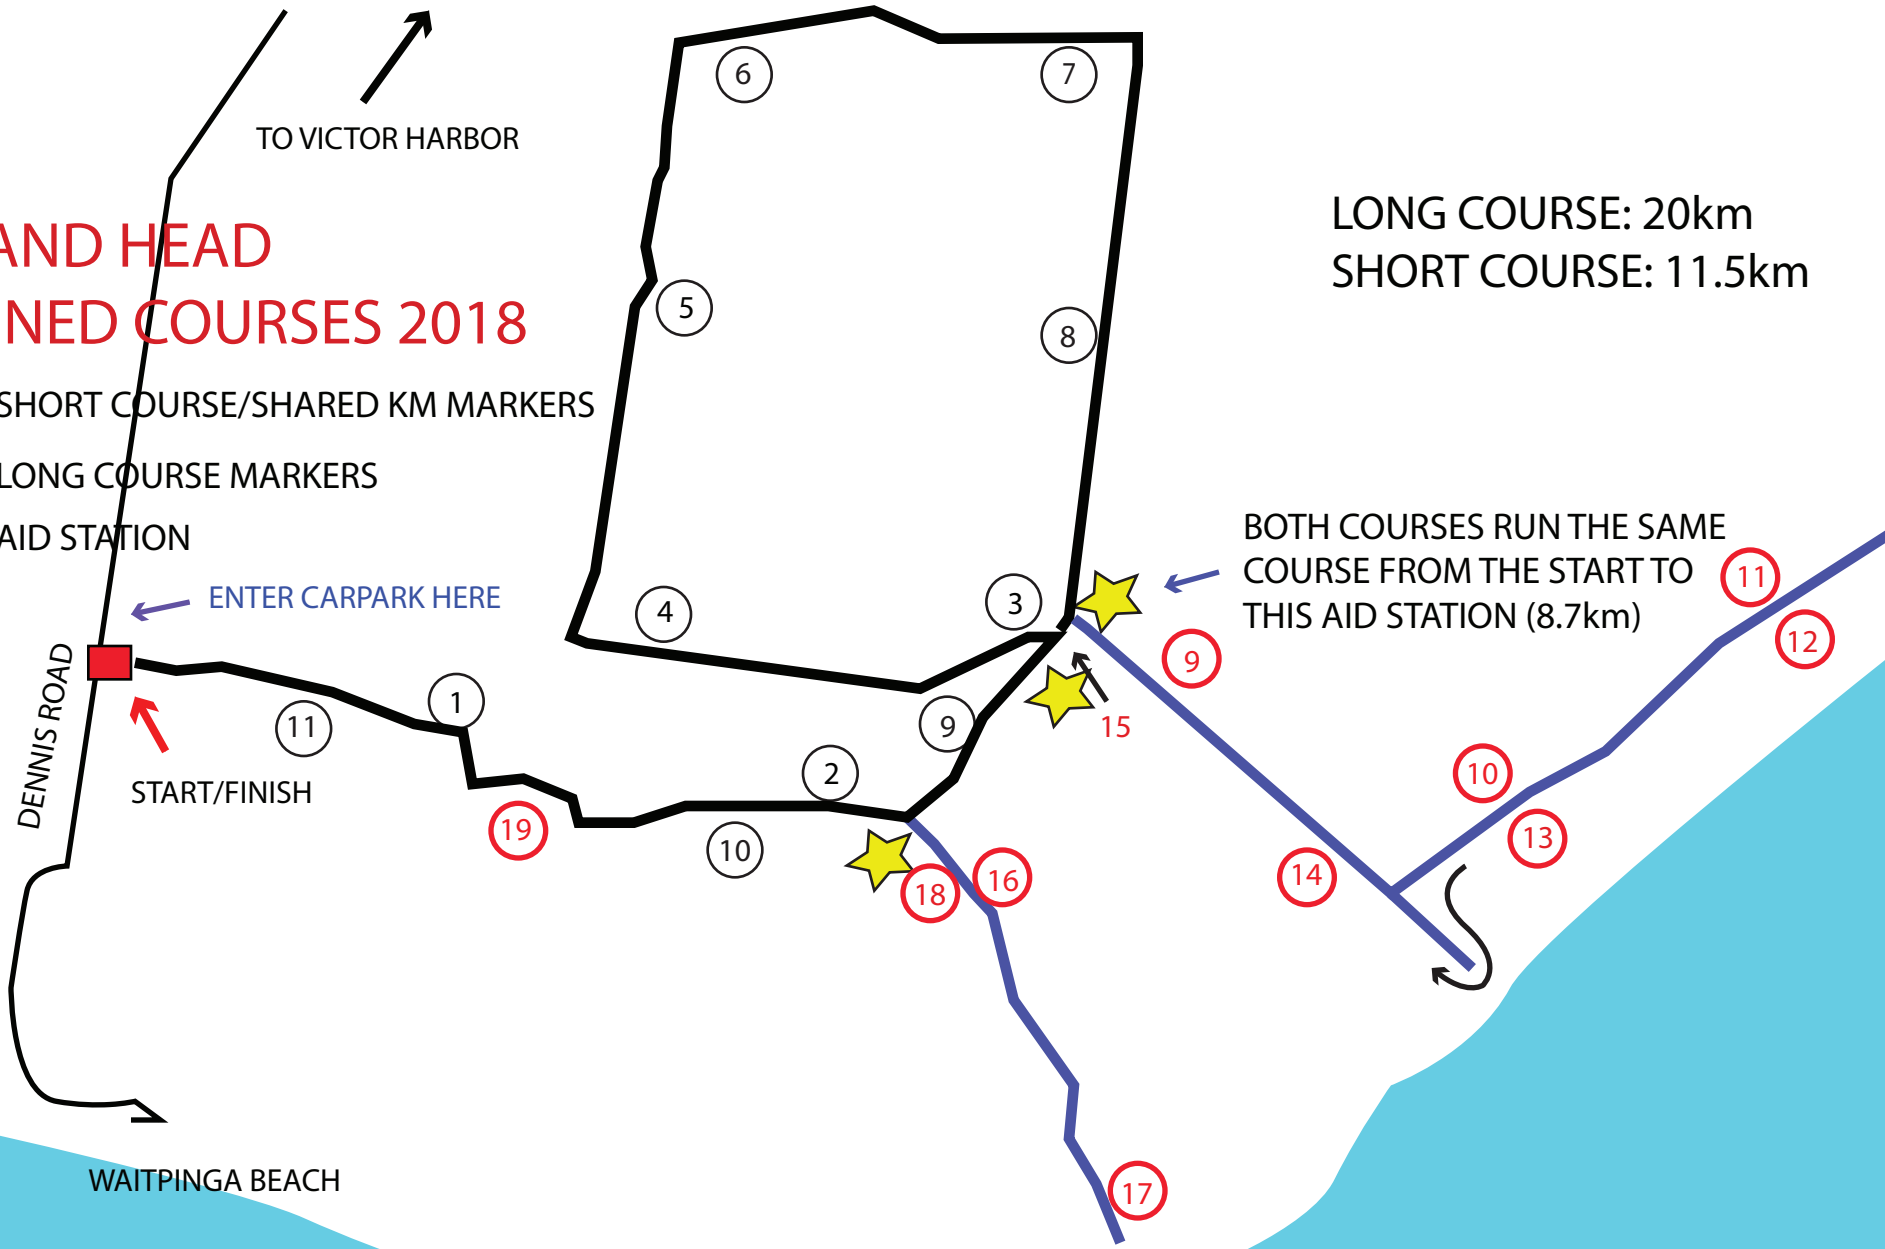 TO VICTOR HARBOR
AND HEAD
NED COURSES 2018
SHORT COURSE/SHARED KM MARKERS
LONG COURSE MARKERS
AID STATION
ENTER CARPARK HERE
DENNIS ROAD
START/FINISH
WAITPINGA BEACH
LONG COURSE: 20km
SHORT COURSE: 11.5km
BOTH COURSES RUN THE SAME
COURSE FROM THE START TO
THIS AID STATION (8.7km)
6
7
5
8
4
3
1
11
2
9
10
19
18
16
17
15
9
14
10
13
11
12